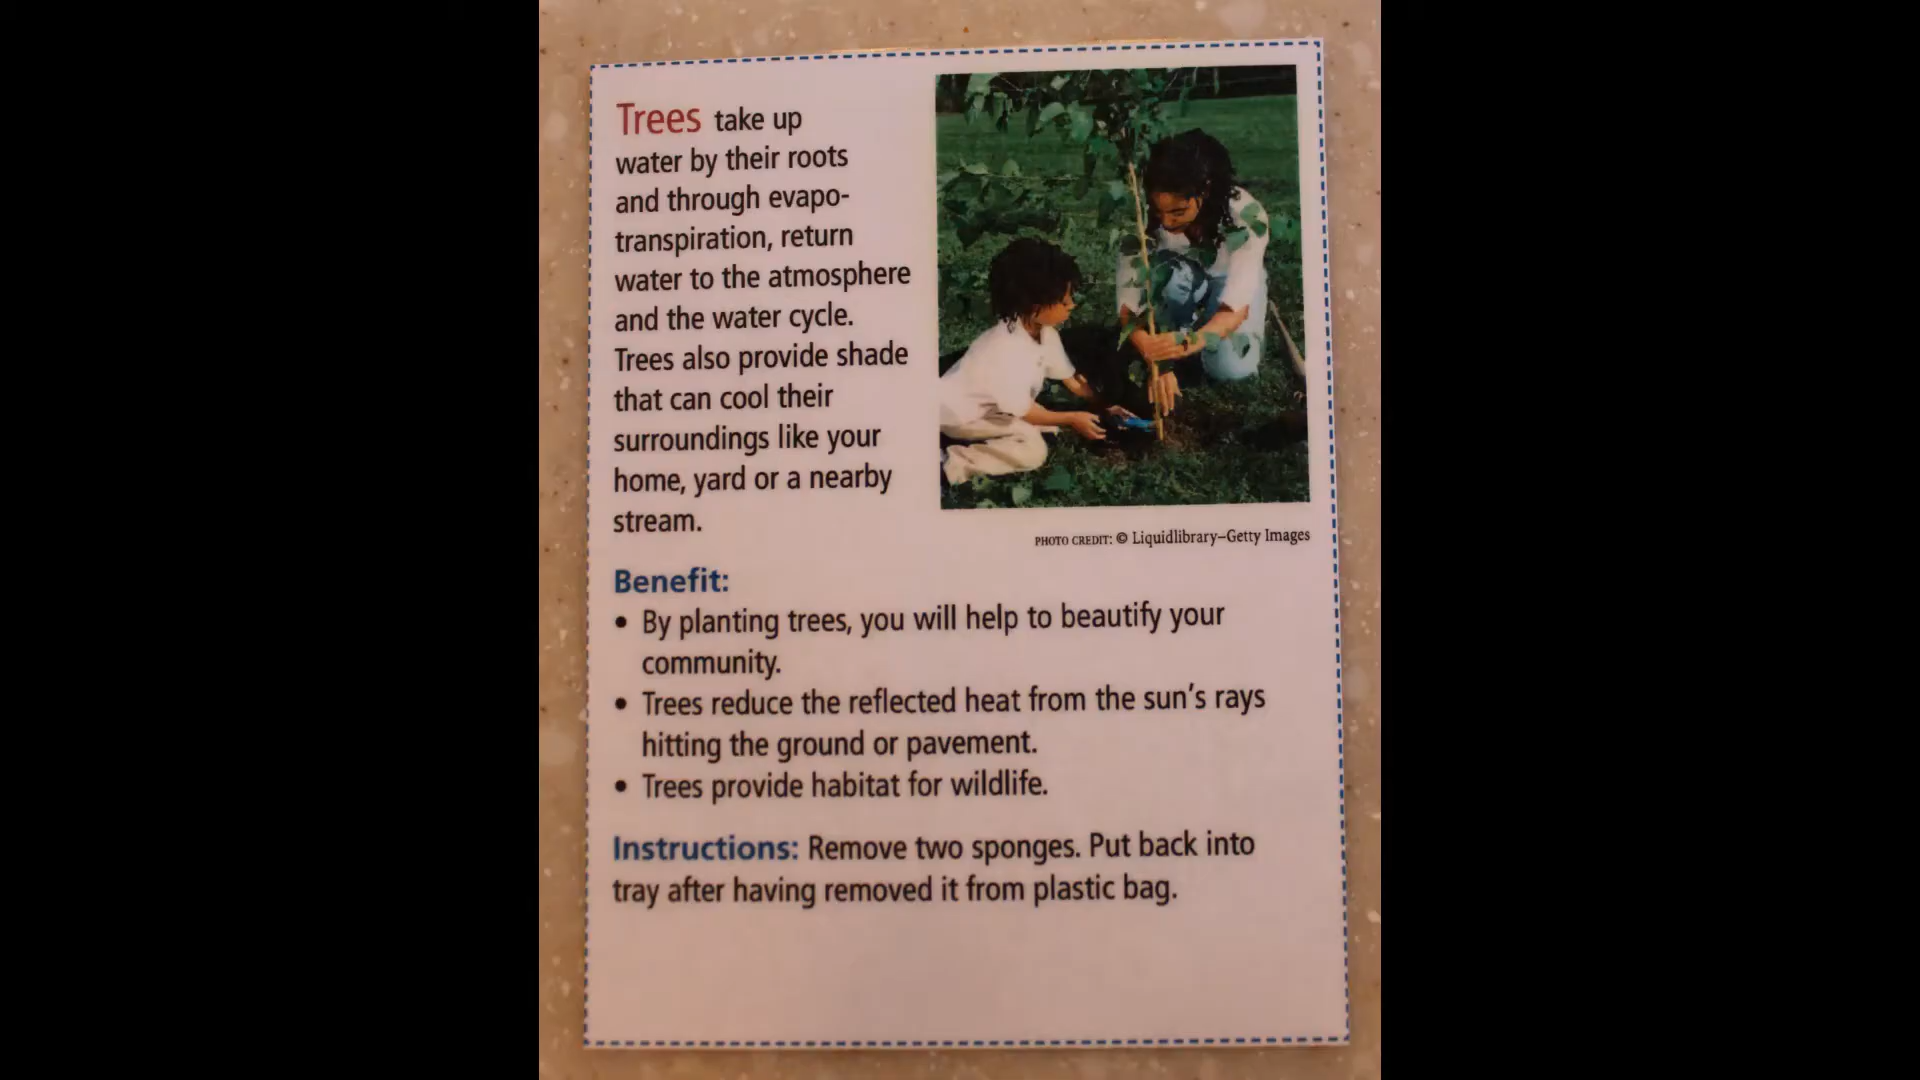 Trees take up
water by their roots
and through evapo-
transpiration, return
water to the atmosphere
and the water cycle.
Trees also provide shade
that can cool their
surroundings like your
home, yard or a nearby
stream.
PHOTO CREDIT: © Liquidlibrary–Getty Images
Benefit:
• By planting trees, you will help to beautify your
community.
• Trees reduce the reflected heat from the sun’s rays
hitting the ground or pavement.
• Trees provide habitat for wildlife.
Instructions: Remove two sponges. Put back into
tray after having removed it from plastic bag.